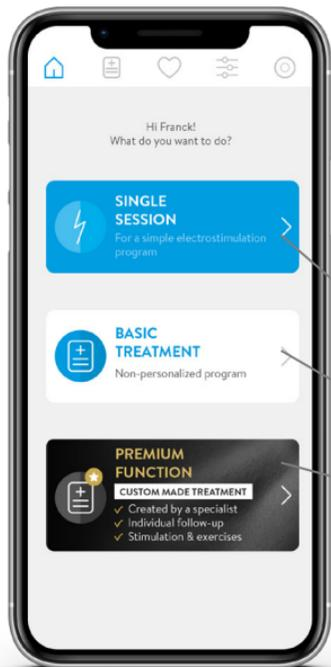 Hi Franck!
What do you want to do?
SINGLE
SESSION
For a simple electrostimulation
program
BASIC
TREATMENT
Non-personalized program
PREMIUM
FUNCTION
CUSTOM MADE TREATMENT
Created by a specialist
Individual follow-up
Stimulation & exercises